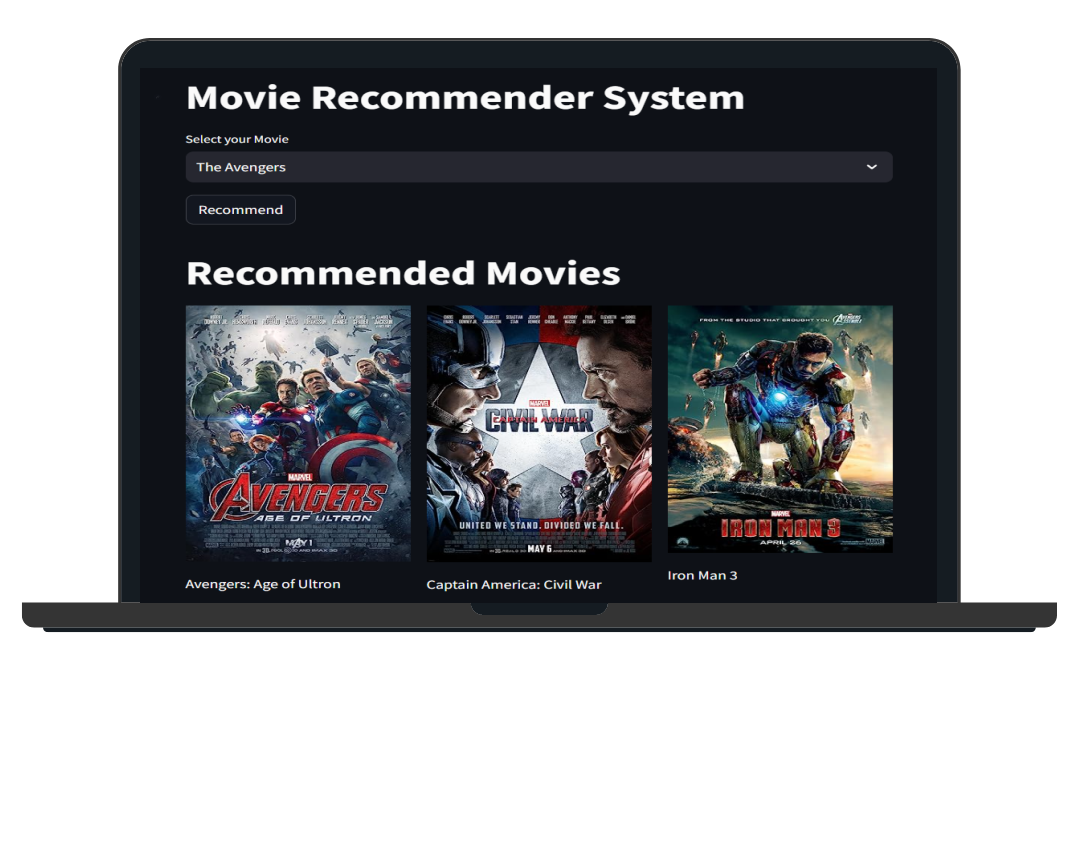 Movie Recommender System
Select your Movie
The Avengers
Recommend
Recommended Movies
MARVEL
AVENGERS
AGE OF ULTRON
MAY 1
MARVEL
CIVIL WAR
CAPTAIN AMERICA
UNITED WE STAND. DIVIDED WE FALL.
MAY 6
FROM THE STUDIO THAT BROUGHT YOU AVENGERS
MARVEL
IRON MAN 3
APRIL 26
Avengers: Age of Ultron
Captain America: Civil War
Iron Man 3